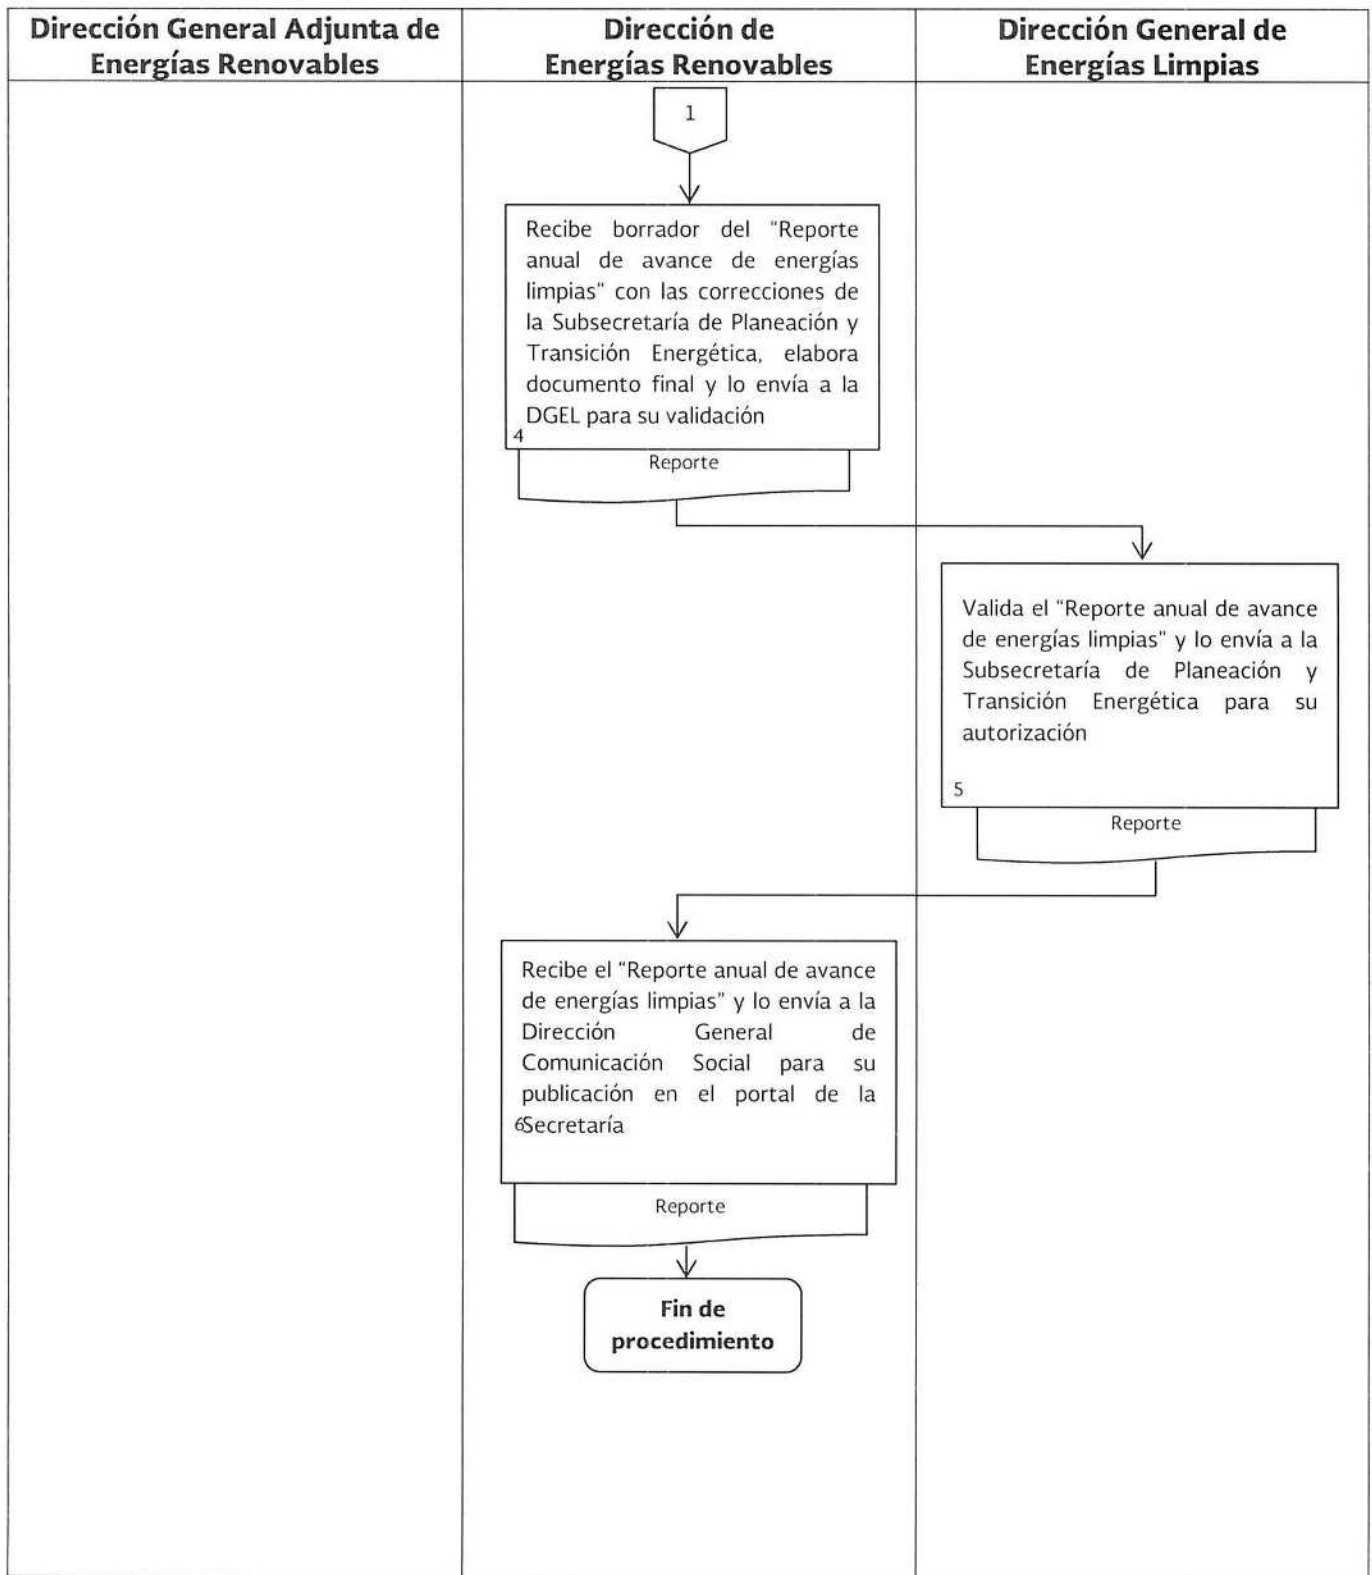 Dirección General Adjunta de
Energías Renovables
Dirección de
Energías Renovables
Dirección General de
Energías Limpias
1
Recibe borrador del "Reporte
anual de avance de energías
limpias" con las correcciones de
la Subsecretaría de Planeación y
Transición Energética, elabora
documento final y lo envía a la
DGEL para su validación
4
Reporte
Valida el "Reporte anual de avance
de energías limpias" y lo envía a la
Subsecretaría de Planeación y
Transición Energética para su
autorización
5
Reporte
Recibe el "Reporte anual de avance
de energías limpias" y lo envía a la
Dirección General de
Comunicación Social para su
publicación en el portal de la
6Secretaría
Reporte
Fin de
procedimiento